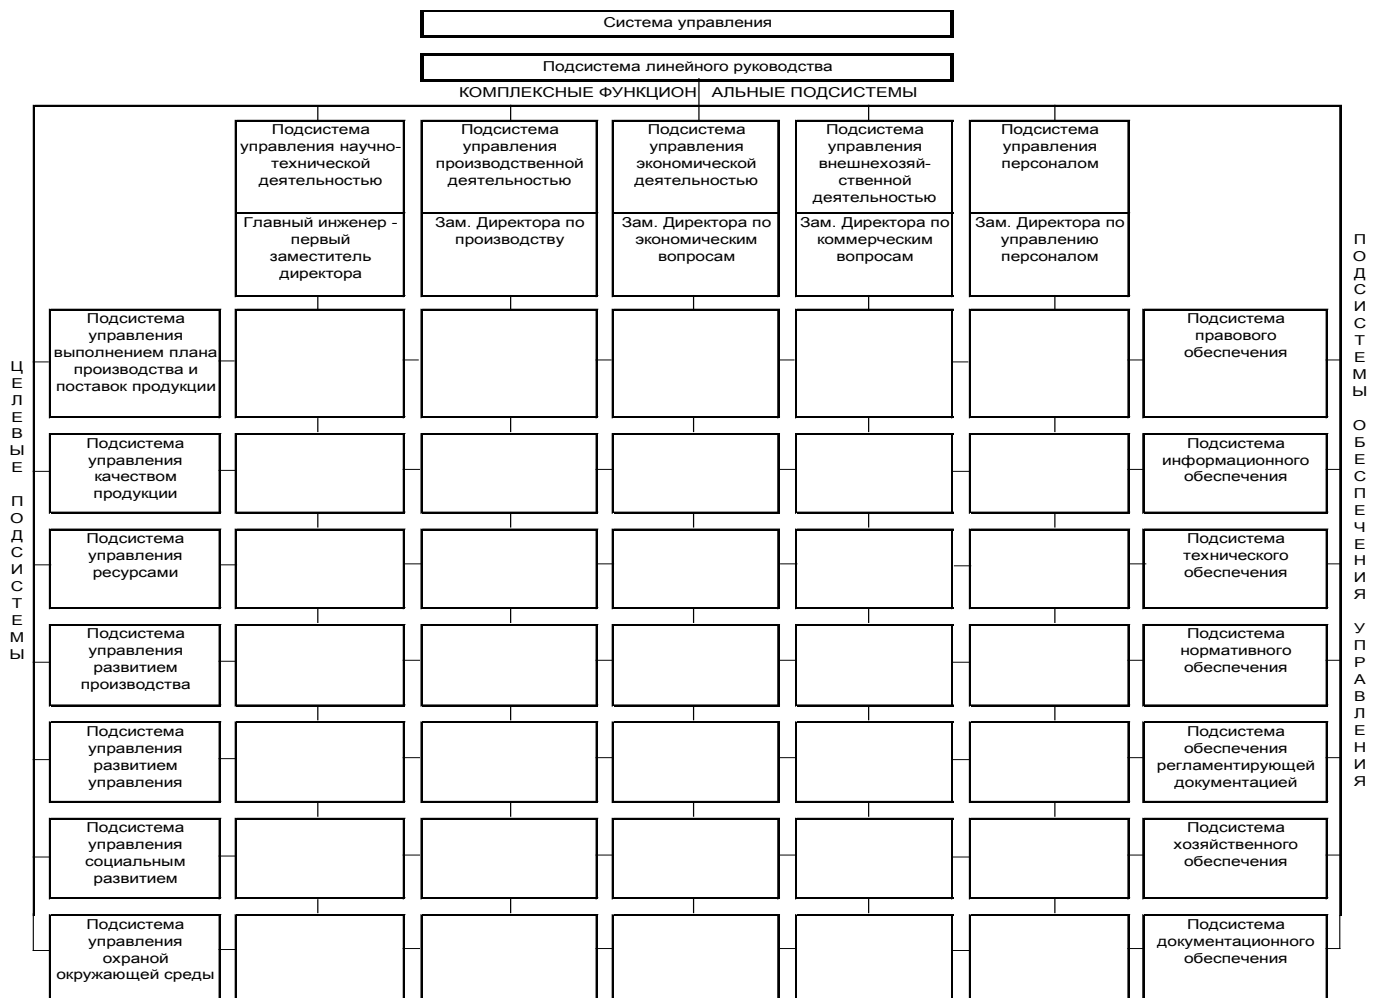 Система управления
Подсистема линейного руководства
КОМПЛЕКСНЫЕ ФУНКЦИОН АЛЬНЫЕ ПОДСИСТЕМЫ
Подсистема
управления научно-
технической
деятельностью
Подсистема
управления
производственной
деятельностью
Подсистема
управления
экономической
деятельностью
Подсистема
управления
внешнехозяй-
ственной
деятельностью
Подсистема
управления
персоналом
Главный инженер -
первый
заместитель
директора
Зам. Директора по
производству
Зам. Директора по
экономическим
вопросам
Зам. Директора по
коммерческим
вопросам
Зам. Директора по
управлению
персоналом
ЦЕЛЕВЫЕ ПОДСИСТЕМЫ
Подсистема
управления
выполнением плана
производства и
поставок продукции
Подсистема
управления
качеством
продукции
Подсистема
управления
ресурсами
Подсистема
управления
развитием
производства
Подсистема
управления
развитием
управления
Подсистема
управления
социальным
развитием
Подсистема
управления
охраной
окружающей среды
Подсистема
правового
обеспечения
Подсистема
информационного
обеспечения
Подсистема
технического
обеспечения
Подсистема
нормативного
обеспечения
Подсистема
обеспечения
регламентирующей
документацией
Подсистема
хозяйственного
обеспечения
Подсистема
документационного
обеспечения
ПОДСИСТЕМЫ ОБЕСПЕЧЕНИЯ УПРАВЛЕНИЯ